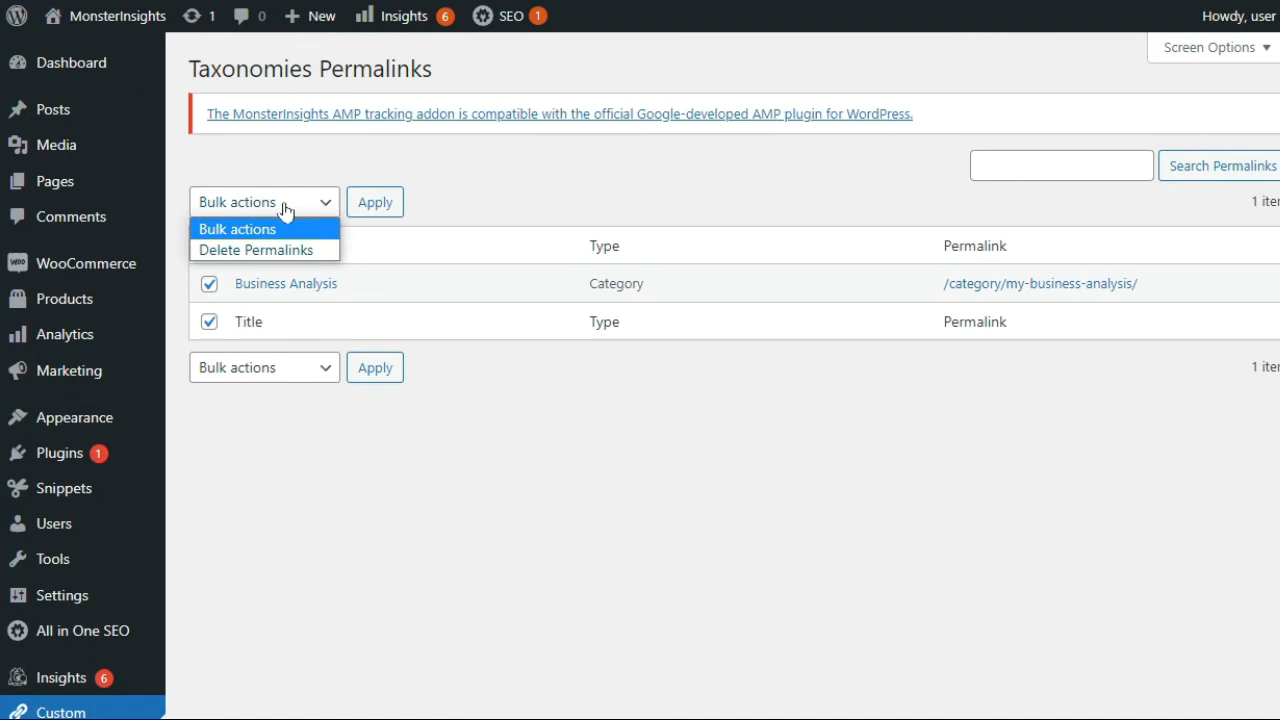 MonsterInsights 1 0 New Insights 6 SEO 1 Howdy, user
Screen Options
Dashboard
Posts
Media
Pages
Comments
WooCommerce
Products
Analytics
Marketing
Appearance
Plugins 1
Snippets
Users
Tools
Settings
All in One SEO
Insights 6
Custom
Taxonomies Permalinks
The MonsterInsights AMP tracking addon is compatible with the official Google-developed AMP plugin for WordPress.
Search Permalinks
Bulk actions Apply 1 iter
Bulk actions
Delete Permalinks
Type Permalink
Business Analysis Category /category/my-business-analysis/
Title Type Permalink
Bulk actions Apply 1 iter